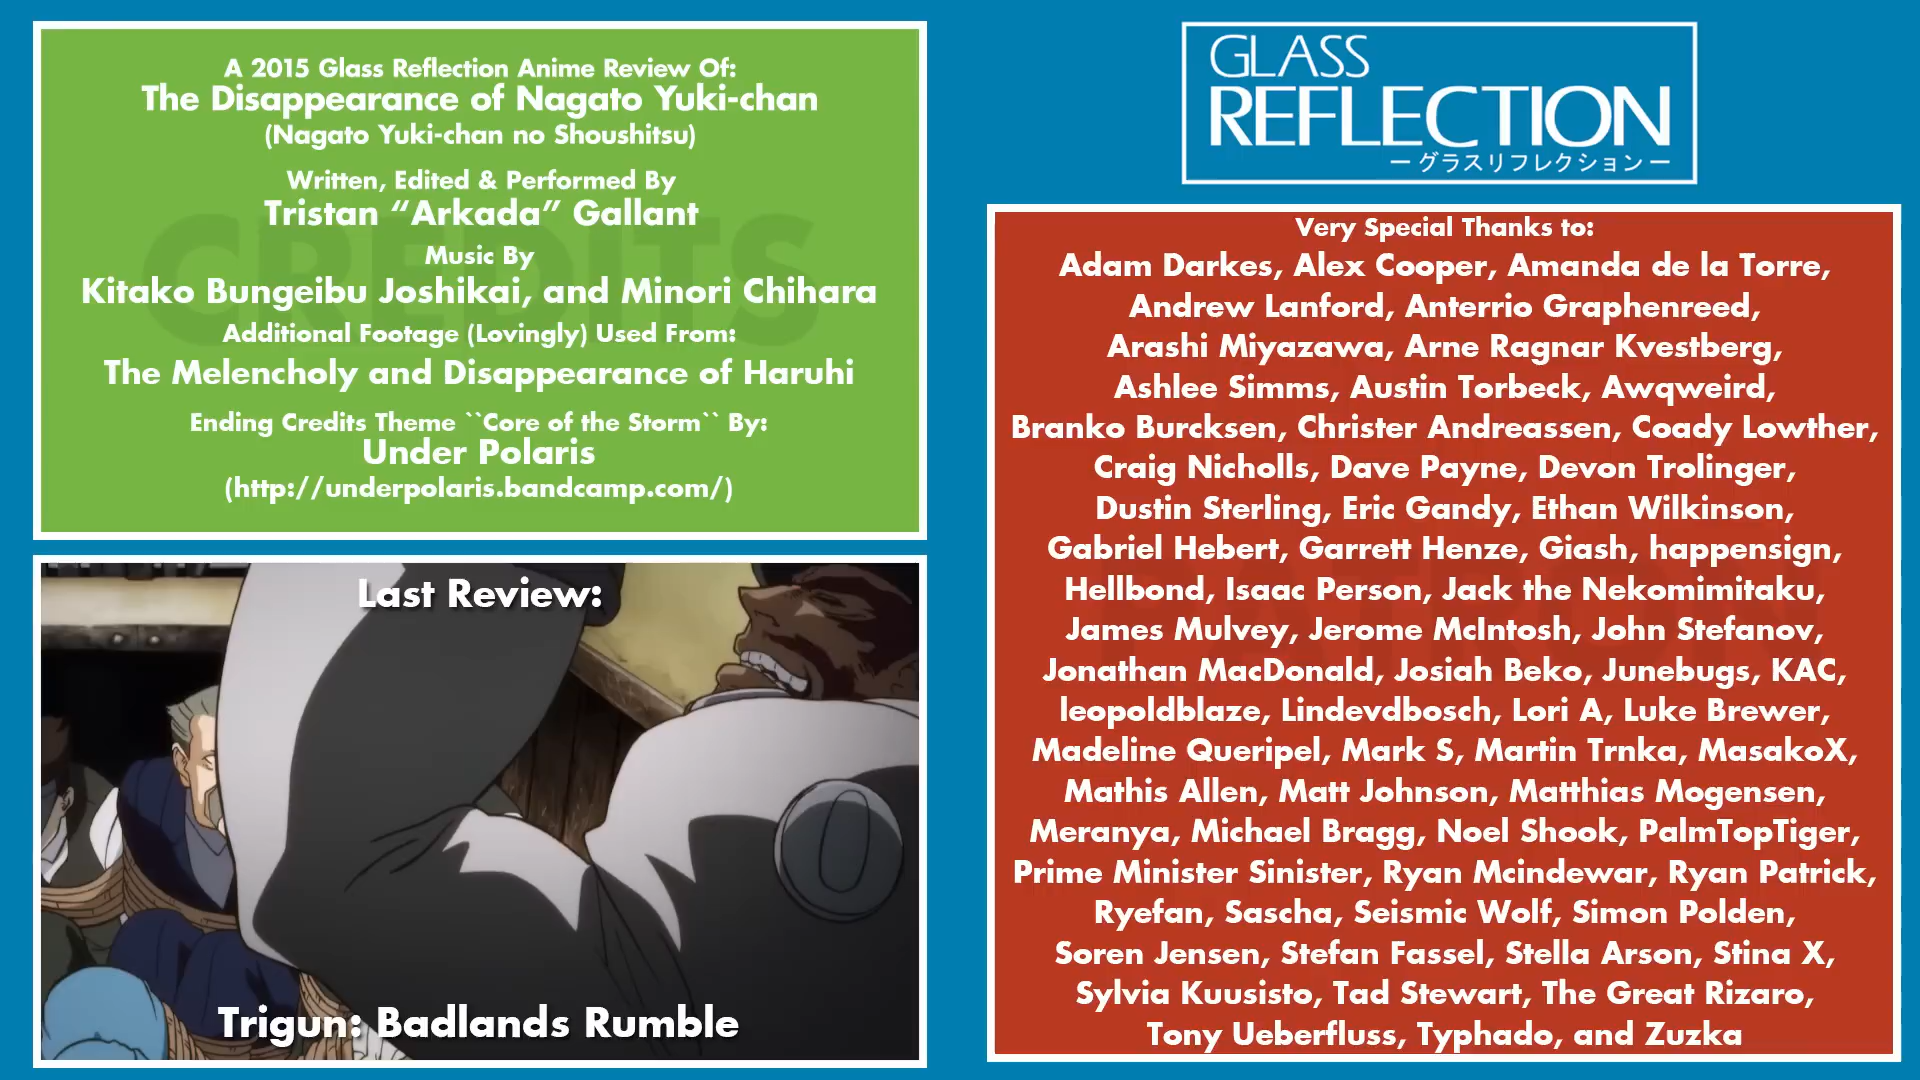 A 2015 Glass Reflection Anime Review Of:
The Disappearance of Nagato Yuki-chan
(Nagato Yuki-chan no Shoushitsu)
Written, Edited & Performed By
Tristan “Arkada” Gallant
Music By
Kitako Bungeibu Joshikai, and Minori Chihara
Additional Footage (Lovingly) Used From:
The Melencholy and Disappearance of Haruhi
Ending Credits Theme ``Core of the Storm`` By:
Under Polaris
(http://underpolaris.bandcamp.com/)
CREDITS
Last Review:
Trigun: Badlands Rumble
GLASS
REFLECTION
ー グラスリフレクション ー
Very Special Thanks to:
Adam Darkes, Alex Cooper, Amanda de la Torre,
Andrew Lanford, Anterrio Graphenreed,
Arashi Miyazawa, Arne Ragnar Kvestberg,
Ashlee Simms, Austin Torbeck, Awqweird,
Branko Burcksen, Christer Andreassen, Coady Lowther,
Craig Nicholls, Dave Payne, Devon Trolinger,
Dustin Sterling, Eric Gandy, Ethan Wilkinson,
Gabriel Hebert, Garrett Henze, Giash, happensign,
Hellbond, Isaac Person, Jack the Nekomimitaku,
James Mulvey, Jerome McIntosh, John Stefanov,
Jonathan MacDonald, Josiah Beko, Junebugs, KAC,
leopoldblaze, Lindevdbosch, Lori A, Luke Brewer,
Madeline Queripel, Mark S, Martin Trnka, MasakoX,
Mathis Allen, Matt Johnson, Matthias Mogensen,
Meranya, Michael Bragg, Noel Shook, PalmTopTiger,
Prime Minister Sinister, Ryan Mcindewar, Ryan Patrick,
Ryefan, Sascha, Seismic Wolf, Simon Polden,
Soren Jensen, Stefan Fassel, Stella Arson, Stina X,
Sylvia Kuusisto, Tad Stewart, The Great Rizaro,
Tony Ueberfluss, Typhado, and Zuzka